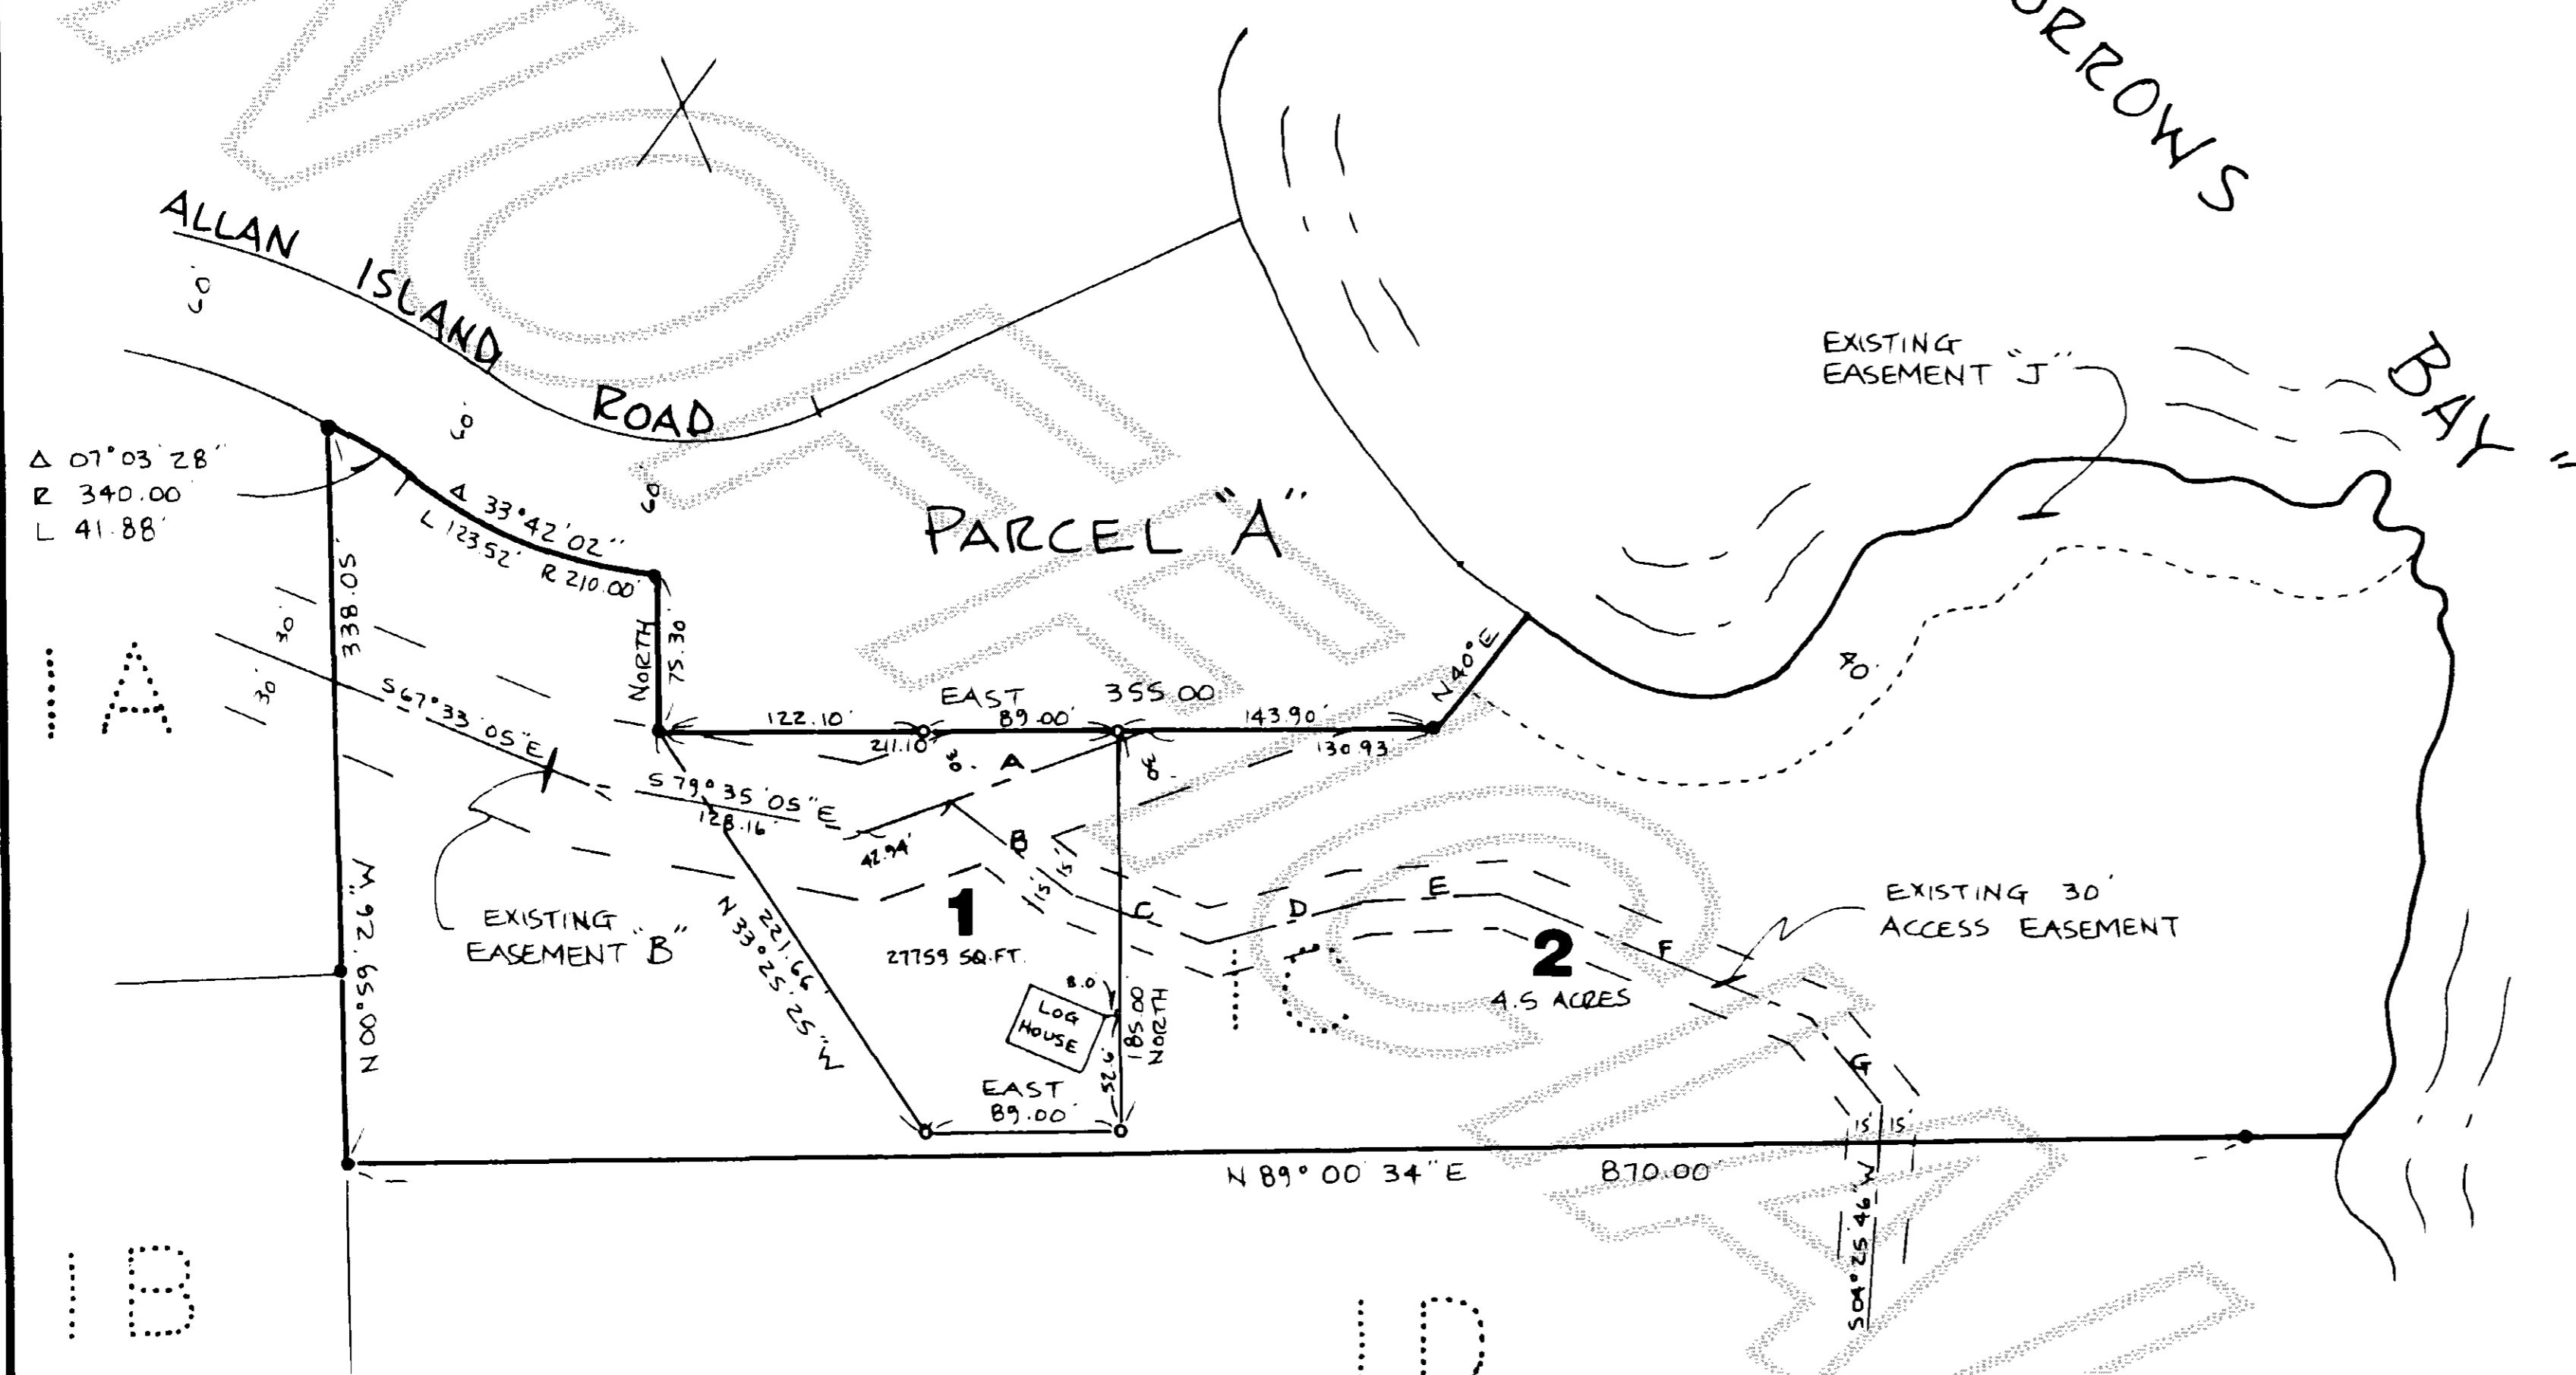 ORROWS
BAY "
ALLAN ISLAND ROAD
60'
60'
60'
EXISTING
EASEMENT "J"
Δ 07°03'28"
R 340.00'
L 41.88'
Δ 33°42'02"
L 123.52'
R 210.00'
PARCEL "A"
338.05'
N 00°59'26"W
30'
30'
1A
S 67°33'05"E
NORTH
75.30'
EAST 355.00'
122.10'
89.00'
143.90'
211.10'
130.93'
N 40°E
40'
S 79°35'05"E
128.16'
42.94'
A
B
15'
15'
C
D
E
F
G
EXISTING
EASEMENT "B"
221.66'
N 33°25'25"W
1
27759 SQ.FT.
LOG
HOUSE
8.0
52.6'
185.00
NORTH
EAST
89.00'
1C
2
4.5 ACRES
EXISTING 30'
ACCESS EASEMENT
15'
15'
N 89°00'34"E 870.00'
S 04°25'46"W
1B
1D